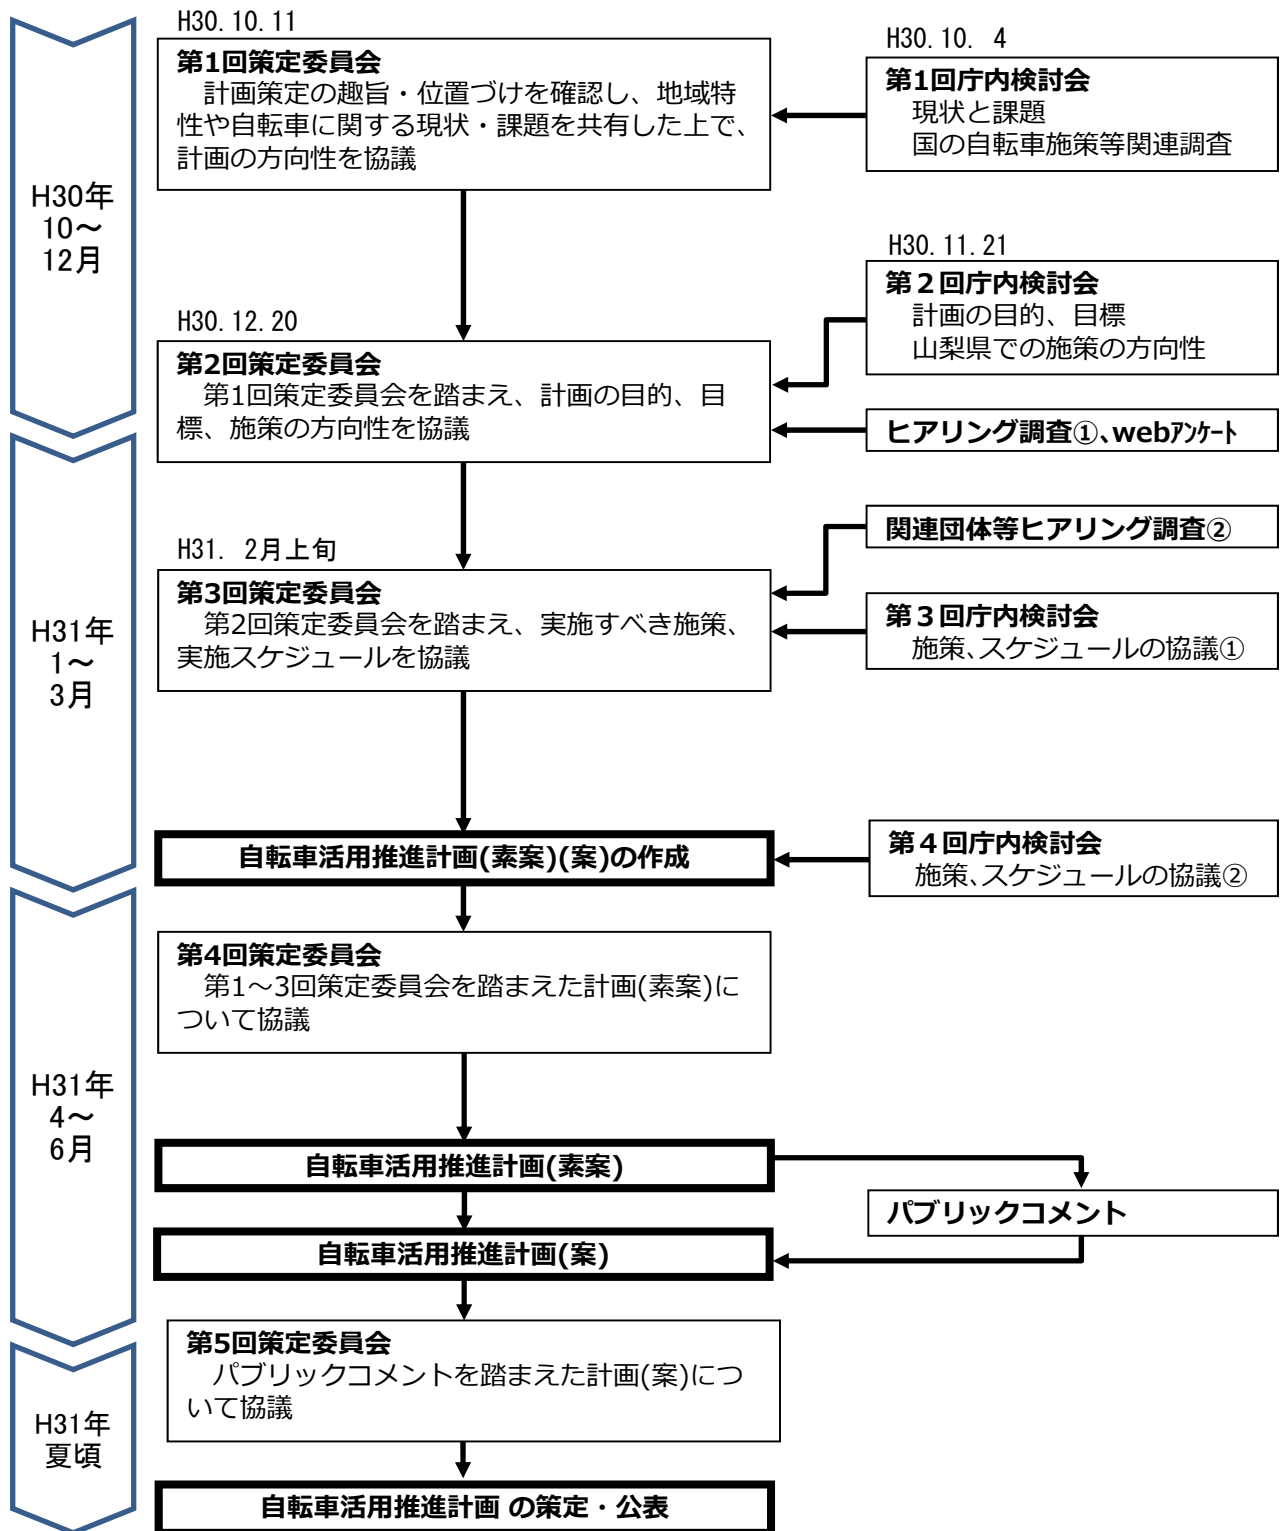 H30年
10～
12月
H30.10.11
第1回策定委員会
計画策定の趣旨・位置づけを確認し、地域特
性や自転車に関する現状・課題を共有した上で、
計画の方向性を協議
H30.10. 4
第1回庁内検討会
現状と課題
国の自転車施策等関連調査
H30.11.21
第２回庁内検討会
計画の目的、目標
山梨県での施策の方向性
H30.12.20
第2回策定委員会
第1回策定委員会を踏まえ、計画の目的、目
標、施策の方向性を協議
ヒアリング調査①、webｱﾝｹｰﾄ
H31年
1～
3月
関連団体等ヒアリング調査②
H31. 2月上旬
第3回策定委員会
第2回策定委員会を踏まえ、実施すべき施策、
実施スケジュールを協議
第３回庁内検討会
施策、スケジュールの協議①
自転車活用推進計画(素案)(案)の作成
第４回庁内検討会
施策、スケジュールの協議②
H31年
4～
6月
第4回策定委員会
第1～3回策定委員会を踏まえた計画(素案)に
ついて協議
自転車活用推進計画(素案)
パブリックコメント
自転車活用推進計画(案)
H31年
夏頃
第5回策定委員会
パブリックコメントを踏まえた計画(案)につ
いて協議
自転車活用推進計画 の策定・公表